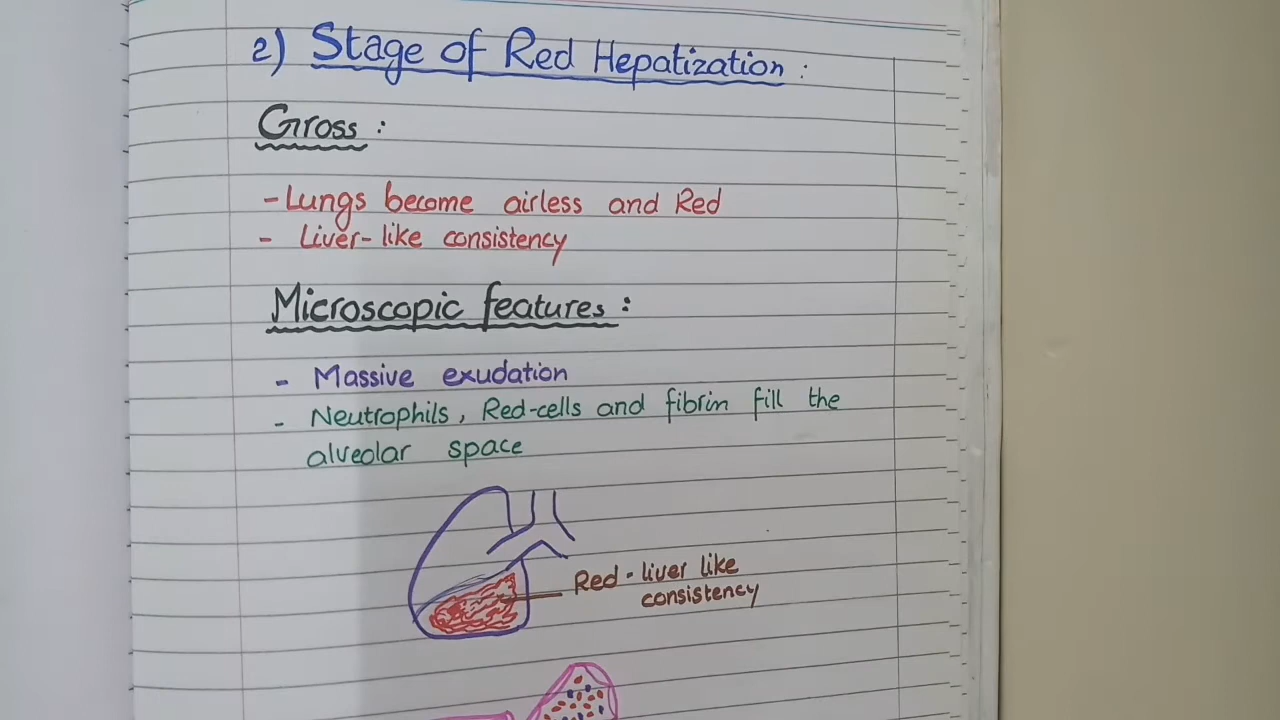 2) Stage of Red Hepatization :
Gross :
- Lungs become airless and Red
- Liver-like consistency
Microscopic features :
- Massive exudation
- Neutrophils, Red-cells and fibrin fill the
alveolar space
Red - liver like
consistency